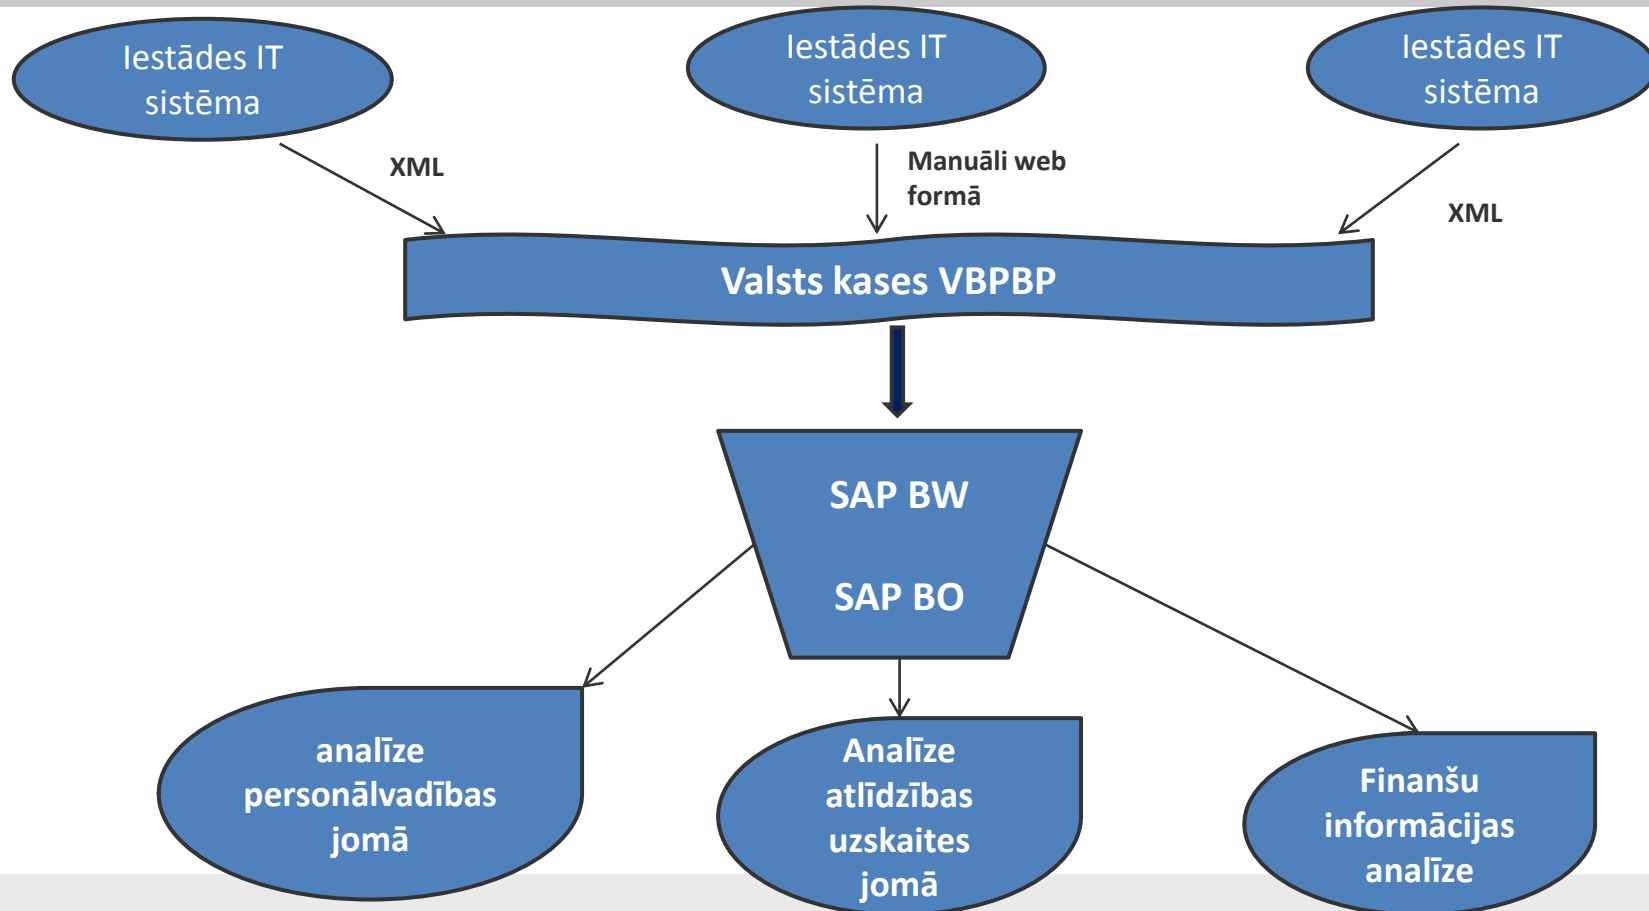 Iestādes IT
sistēma
Iestādes IT
sistēma
Iestādes IT
sistēma
XML
Manuāli web
formā
XML
Valsts kases VBPBP
SAP BW
SAP BO
analīze
personālvadības
jomā
Analīze
atlīdzības
uzskaites
jomā
Finanšu
informācijas
analīze